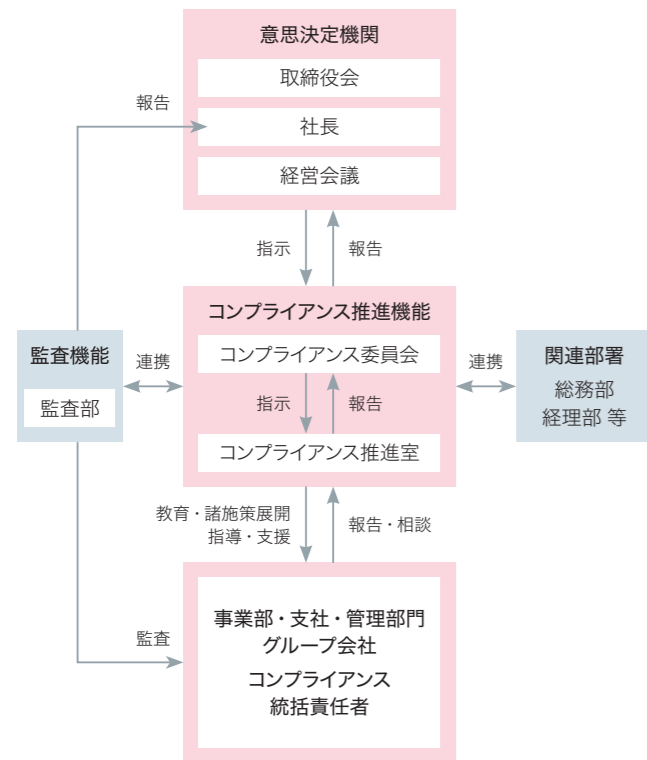 意思決定機関
取締役会
報告
社長
経営会議
指示
報告
コンプライアンス推進機能
監査機能
連携
コンプライアンス委員会
連携
関連部署
監査部
指示
報告
総務部
経理部 等
コンプライアンス推進室
教育・諸施策展開
指導・支援
報告・相談
事業部・支社・管理部門
グループ会社
監査
コンプライアンス
統括責任者